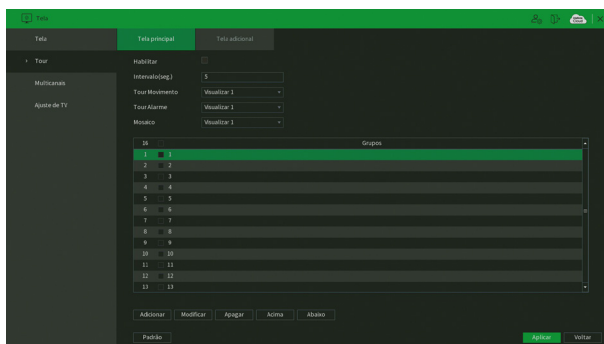 Tela
Tela
Tour
Multicanais
Ajuste de TV
Tela principal Tela adicional
Habilitar
Intervalo(seg.) 5
Tour Movimento Visualizar 1
Tour Alarme Visualizar 1
Mosaico Visualizar 1
16 Grupos
1 1
2 2
3 3
4 4
5 5
6 6
7 7
8 8
9 9
10 10
11 11
12 12
13 13
Adicionar Modificar Apagar Acima Abaixo
Padrão Aplicar Voltar